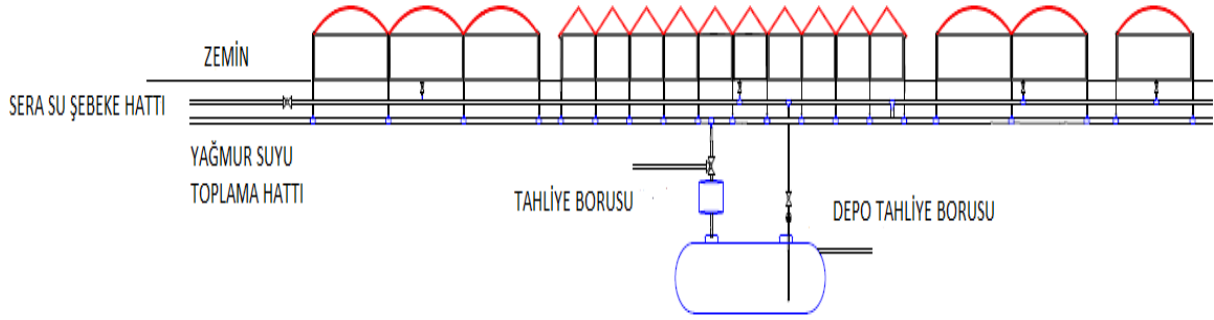 ZEMİN
SERA SU ŞEBEKE HATTI
YAĞMUR SUYU
TOPLAMA HATTI
TAHLİYE BORUSU
DEPO TAHLİYE BORUSU